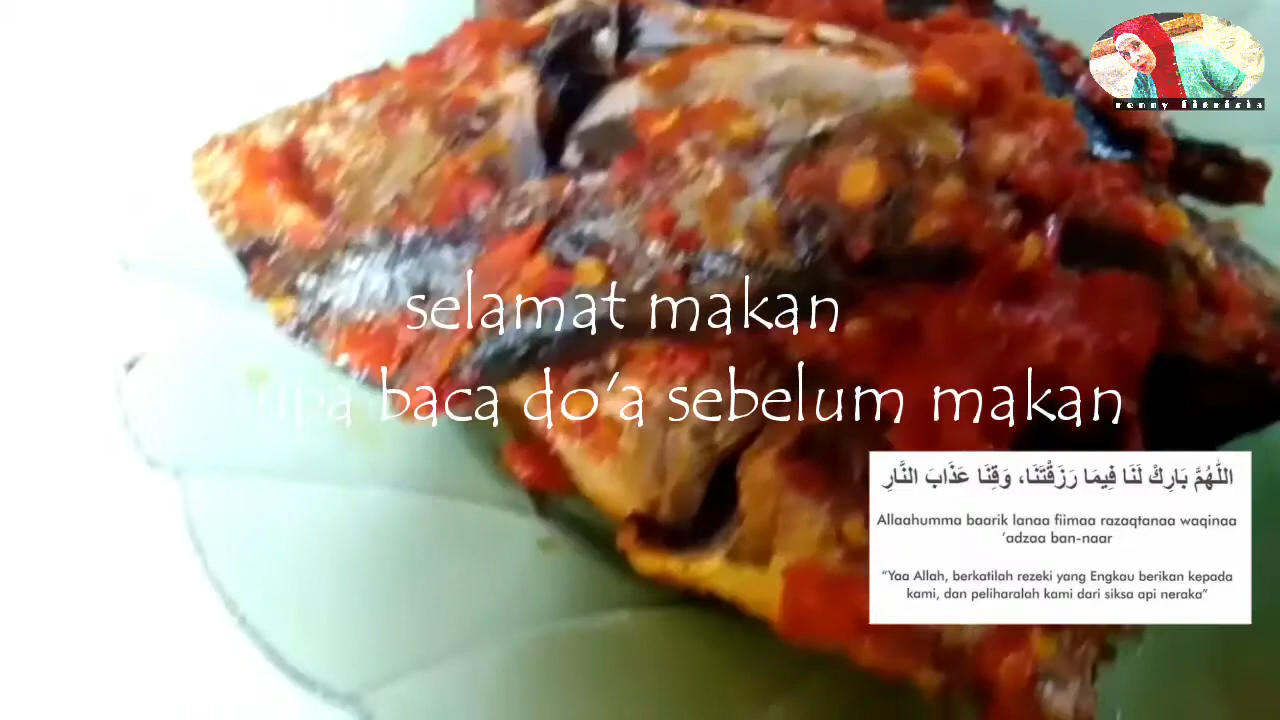 selamat makan
baca do'a sebelum makan
اللَّهُمَّ بَارِكْ لَنَا فِيمَا رَزَقْتَنَا، وَقِنَا عَذَابَ النَّارِ
Allaahumma baarik lanaa fiimaa razaqtanaa waqinaa
'adzaa ban-naar
"Yaa Allah, berkatilah rezeki yang Engkau berikan kepada
kami, dan peliharalah kami dari siksa api neraka"